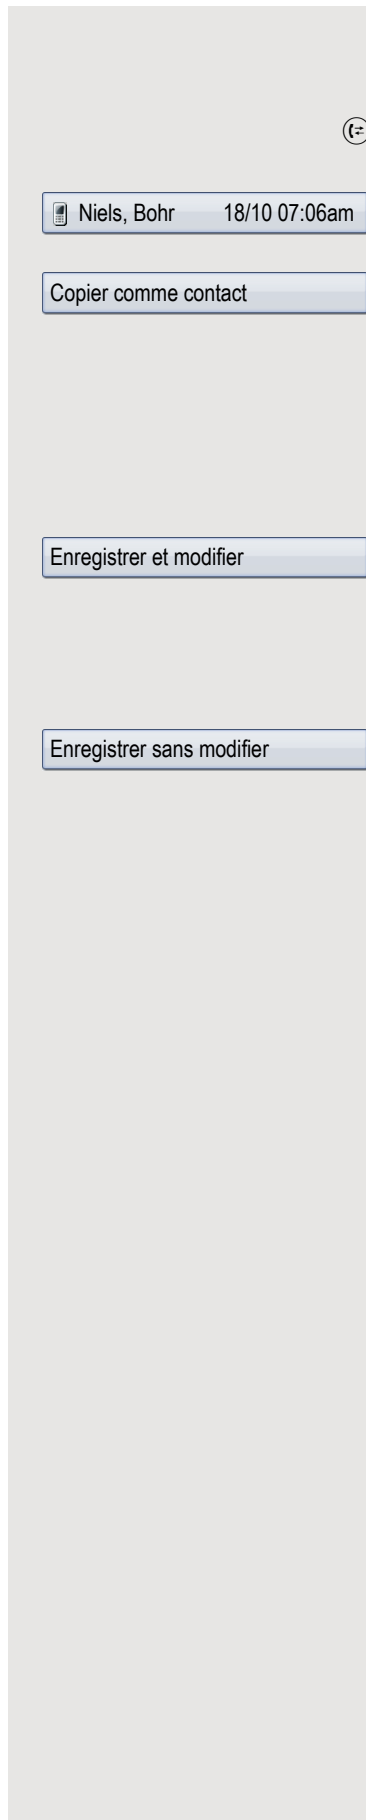 Niels, Bohr 18/10 07:06am
Copier comme contact
Enregistrer et modifier
Enregistrer sans modifier